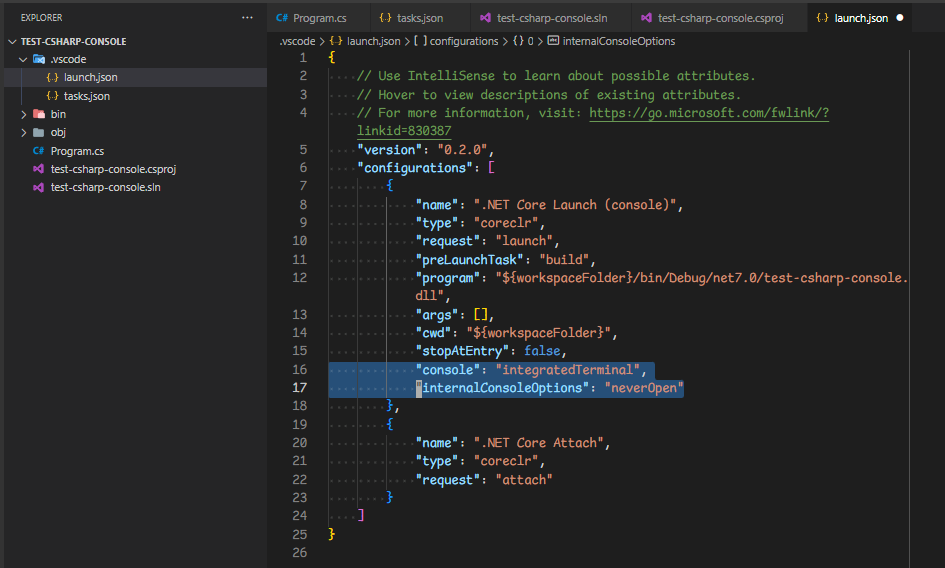 EXPLORER
···
TEST-CSHARP-CONSOLE
.vscode
{..} launch.json
{..} tasks.json
bin
obj
C# Program.cs
test-csharp-console.csproj
test-csharp-console.sln
C# Program.cs
{..} tasks.json
test-csharp-console.sln
test-csharp-console.csproj
{..} launch.json ●
.vscode > {..} launch.json > [ ] configurations > {} 0 > abc internalConsoleOptions
1 {
2 // Use IntelliSense to learn about possible attributes.
3 // Hover to view descriptions of existing attributes.
4 // For more information, visit: https://go.microsoft.com/fwlink/?
linkid=830387
5 "version": "0.2.0",
6 "configurations": [
7 {
8 "name": ".NET Core Launch (console)",
9 "type": "coreclr",
10 "request": "launch",
11 "preLaunchTask": "build",
12 "program": "${workspaceFolder}/bin/Debug/net7.0/test-csharp-console.
dll",
13 "args": [],
14 "cwd": "${workspaceFolder}",
15 "stopAtEntry": false,
16 "console": "integratedTerminal",
17 "internalConsoleOptions": "neverOpen"
18 },
19 {
20 "name": ".NET Core Attach",
21 "type": "coreclr",
22 "request": "attach"
23 }
24 ]
25 }
26